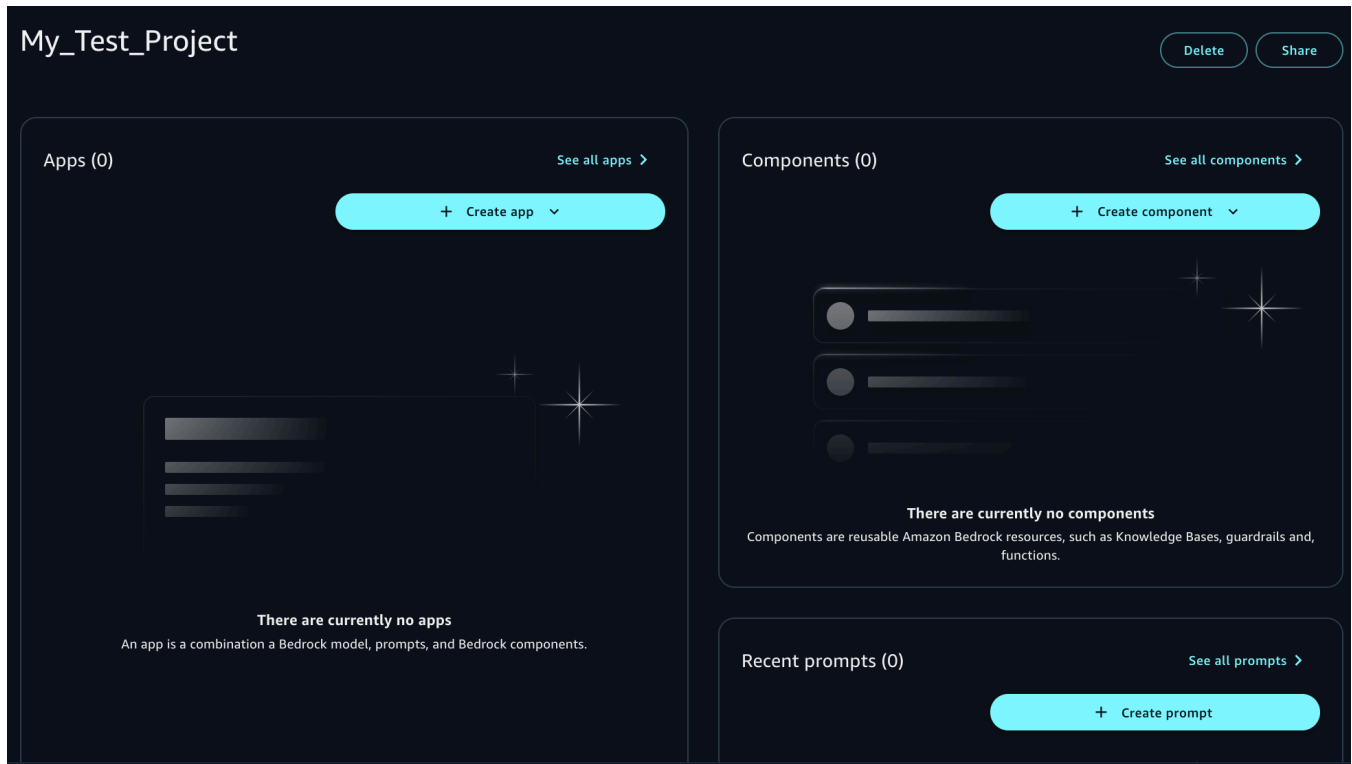 My_Test_Project
Delete
Share
Apps (0)
See all apps
Create app
There are currently no apps
An app is a combination a Bedrock model, prompts, and Bedrock components.
Components (0)
See all components
Create component
There are currently no components
Components are reusable Amazon Bedrock resources, such as Knowledge Bases, guardrails and,
functions.
Recent prompts (0)
See all prompts
Create prompt